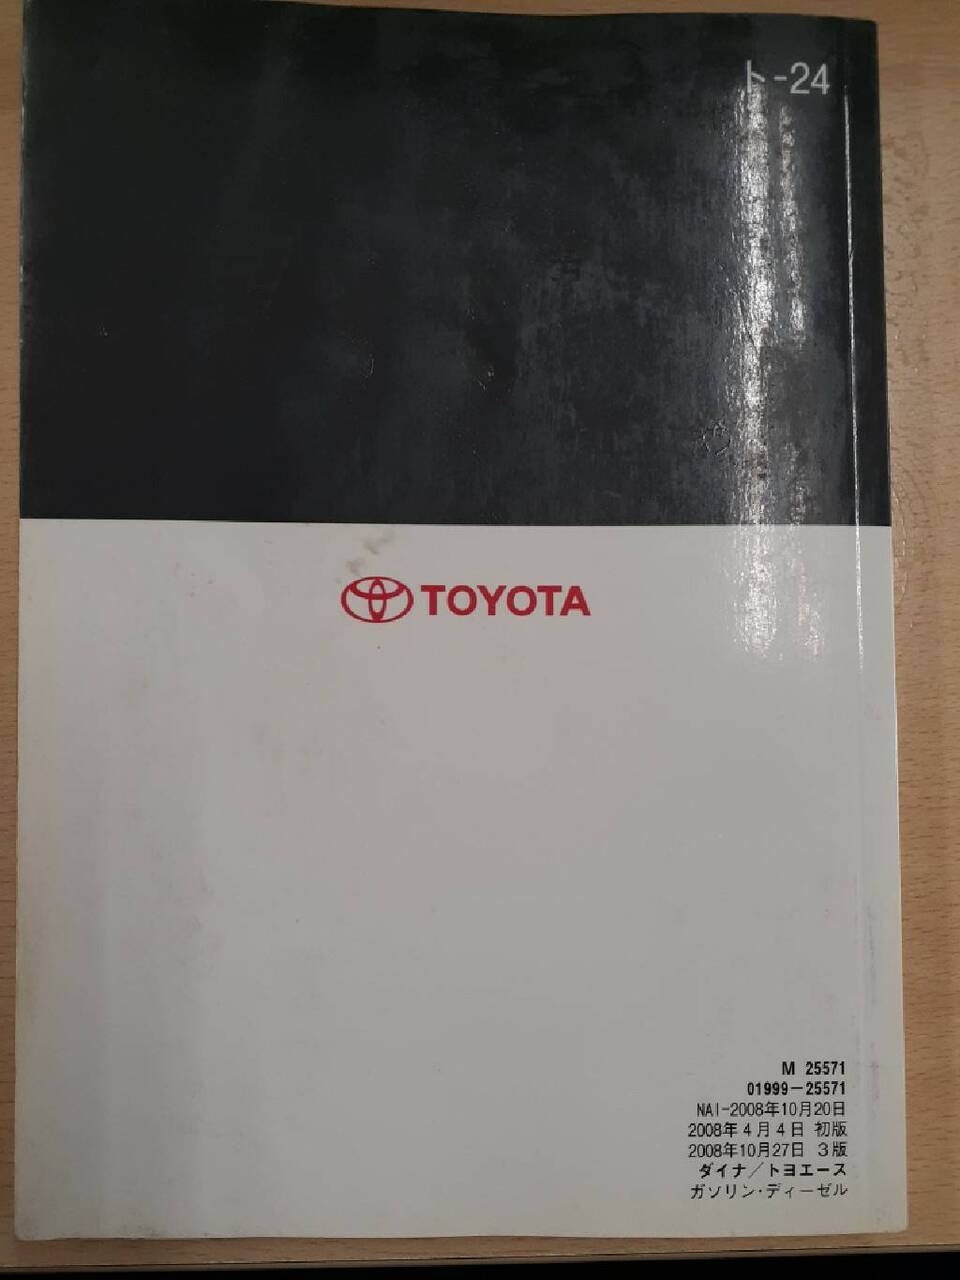 ト-24
TOYOTA
M 25571
01999-25571
NAI-2008年10月20日
2008年4月4日 初版
2008年10月27日 3版
ダイナ/トヨエース
ガソリン・ディーゼル